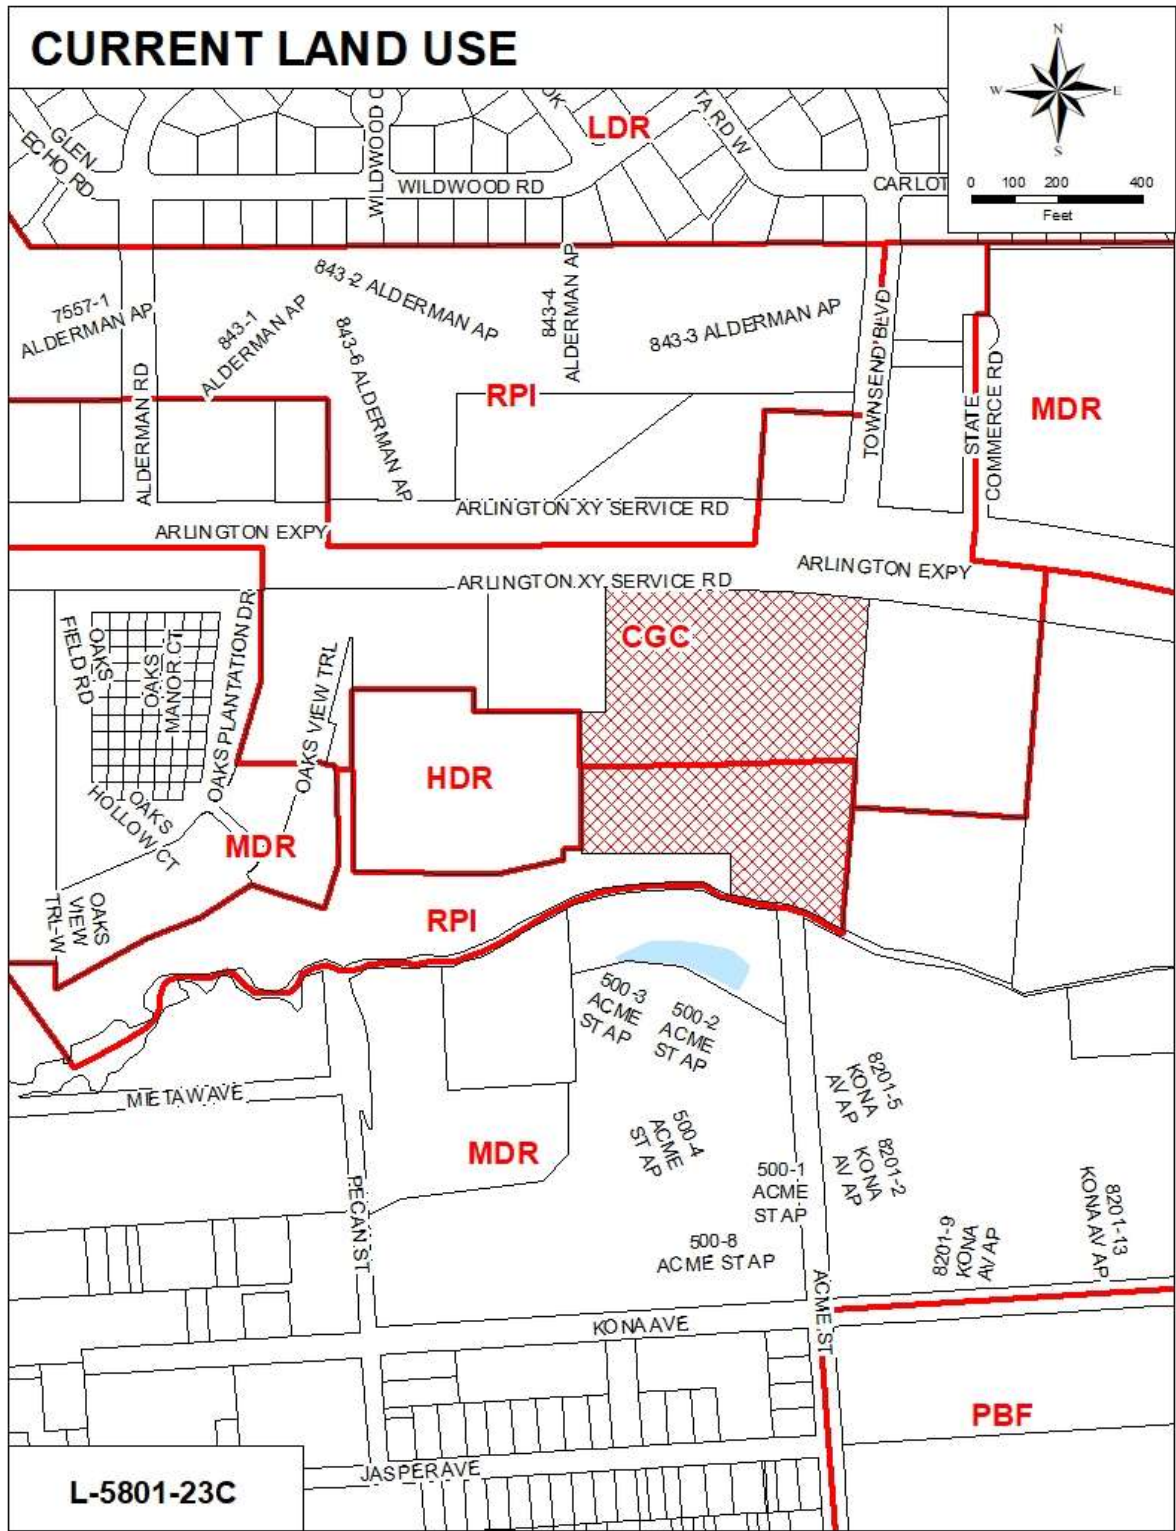 CURRENT LAND USE
N
W
E
S
0 100 200 400
Feet
GLEN
ECHO RD
WILDWOOD RD
LDR
TARD W
CARLOT
7557-1
ALDERMAN AP
843-1
ALDERMAN AP
843-2 ALDERMAN AP
843-6 ALDERMAN AP
843-4
ALDERMAN AP
843-3 ALDERMAN AP
ALDERMAN RD
RPI
TOWNSEND BLVD
STATE
COMMERCE RD
MDR
ARLINGTON EXPY
ARLINGTON XY SERVICE RD
ARLINGTON EXPY
ARLINGTON XY SERVICE RD
OAKS
FIELD RD
OAKS
MANOR CT
OAKS PLANTATION DR
OAKS VIEW TRL
CGC
HDR
OAKS
HOLLOW CT
MDR
OAKS
VIEW
TRL-W
RPI
500-3
ACME
ST AP
500-2
ACME
ST AP
8201-5
KONA
AV AP
METAWAVE
500-4
ACME
ST AP
8201-2
KONA
AV AP
MDR
500-1
ACME
ST AP
PECAN ST
8201-9
KONA
AV AP
8201-13
KONA AV AP
500-8
ACME ST AP
ACME ST
KONA AVE
PBF
JASPER AVE
L-5801-23C